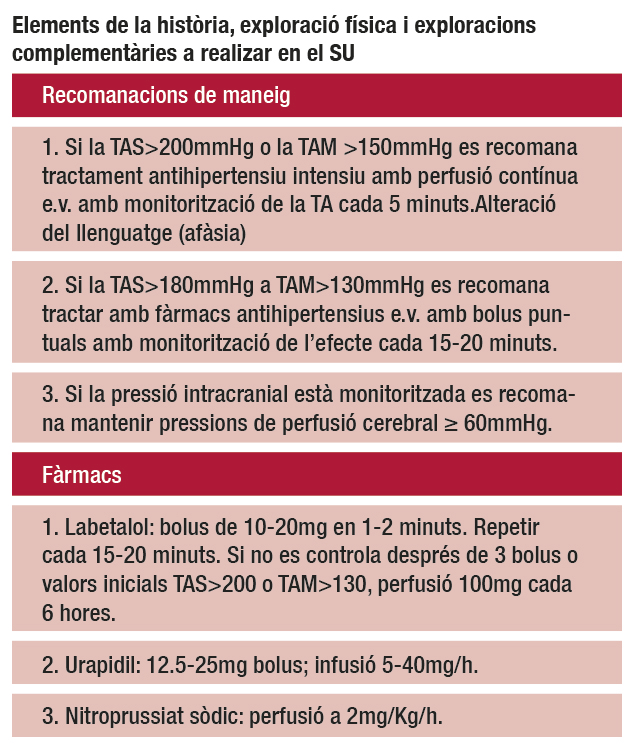 Elements de la història, exploració física i exploracions
complementàries a realizar en el SU
Recomanacions de maneig
1. Si la TAS>200mmHg o la TAM >150mmHg es recomana
tractament antihipertensiu intensiu amb perfusió contínua
e.v. amb monitorització de la TA cada 5 minuts.Alteració
del llenguatge (afàsia)
2. Si la TAS>180mmHg a TAM>130mmHg es recomana
tractar amb fàrmacs antihipertensius e.v. amb bolus pun-
tuals amb monitorització de l’efecte cada 15-20 minuts.
3. Si la pressió intracranial està monitoritzada es recoma-
na mantenir pressions de perfusió cerebral ≥ 60mmHg.
Fàrmacs
1. Labetalol: bolus de 10-20mg en 1-2 minuts. Repetir
cada 15-20 minuts. Si no es controla després de 3 bolus o
valors inicials TAS>200 o TAM>130, perfusió 100mg cada
6 hores.
2. Urapidil: 12.5-25mg bolus; infusió 5-40mg/h.
3. Nitroprussiat sòdic: perfusió a 2mg/Kg/h.